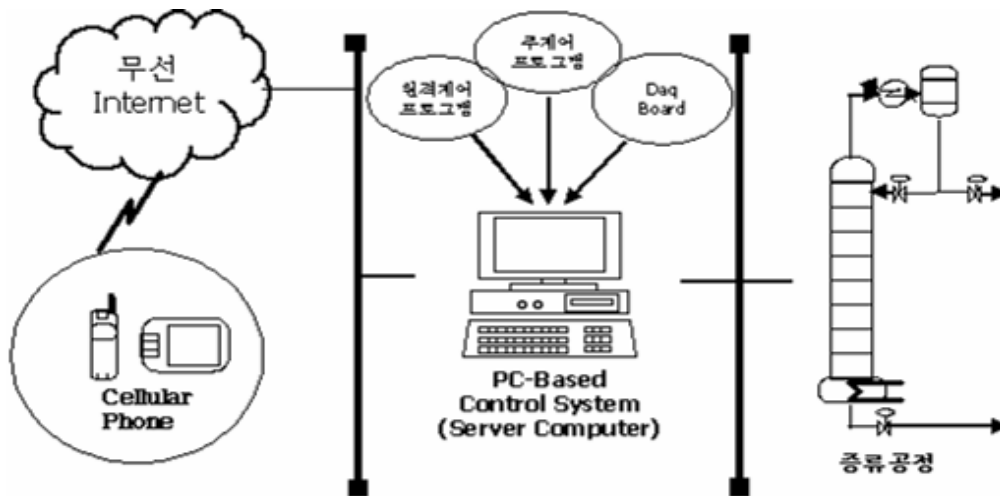 무선
Internet
원격제어
프로그램
주제어
프로그램
Daq
Board
Cellular
Phone
PC-Based
Control System
(Server Computer)
증류공정